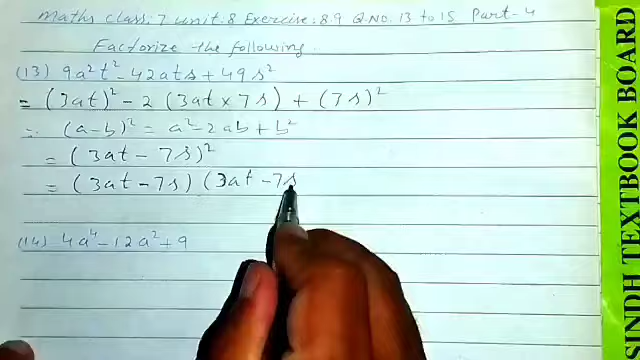 Maths Class: 7 unit: 8 Exercise: 8.9 Q.NO. 13 to 15 Part-4
Factorize the following.
(13) 9a²t² - 42ats + 49s²
= (3at)² - 2 (3at × 7s) + (7s)²
∵ (a-b)² = a² - 2ab + b²
= (3at - 7s)²
= (3at - 7s) (3at - 7s
(14) 4a⁴ - 12a² + 9
SINDH TEXTBOOK BOARD